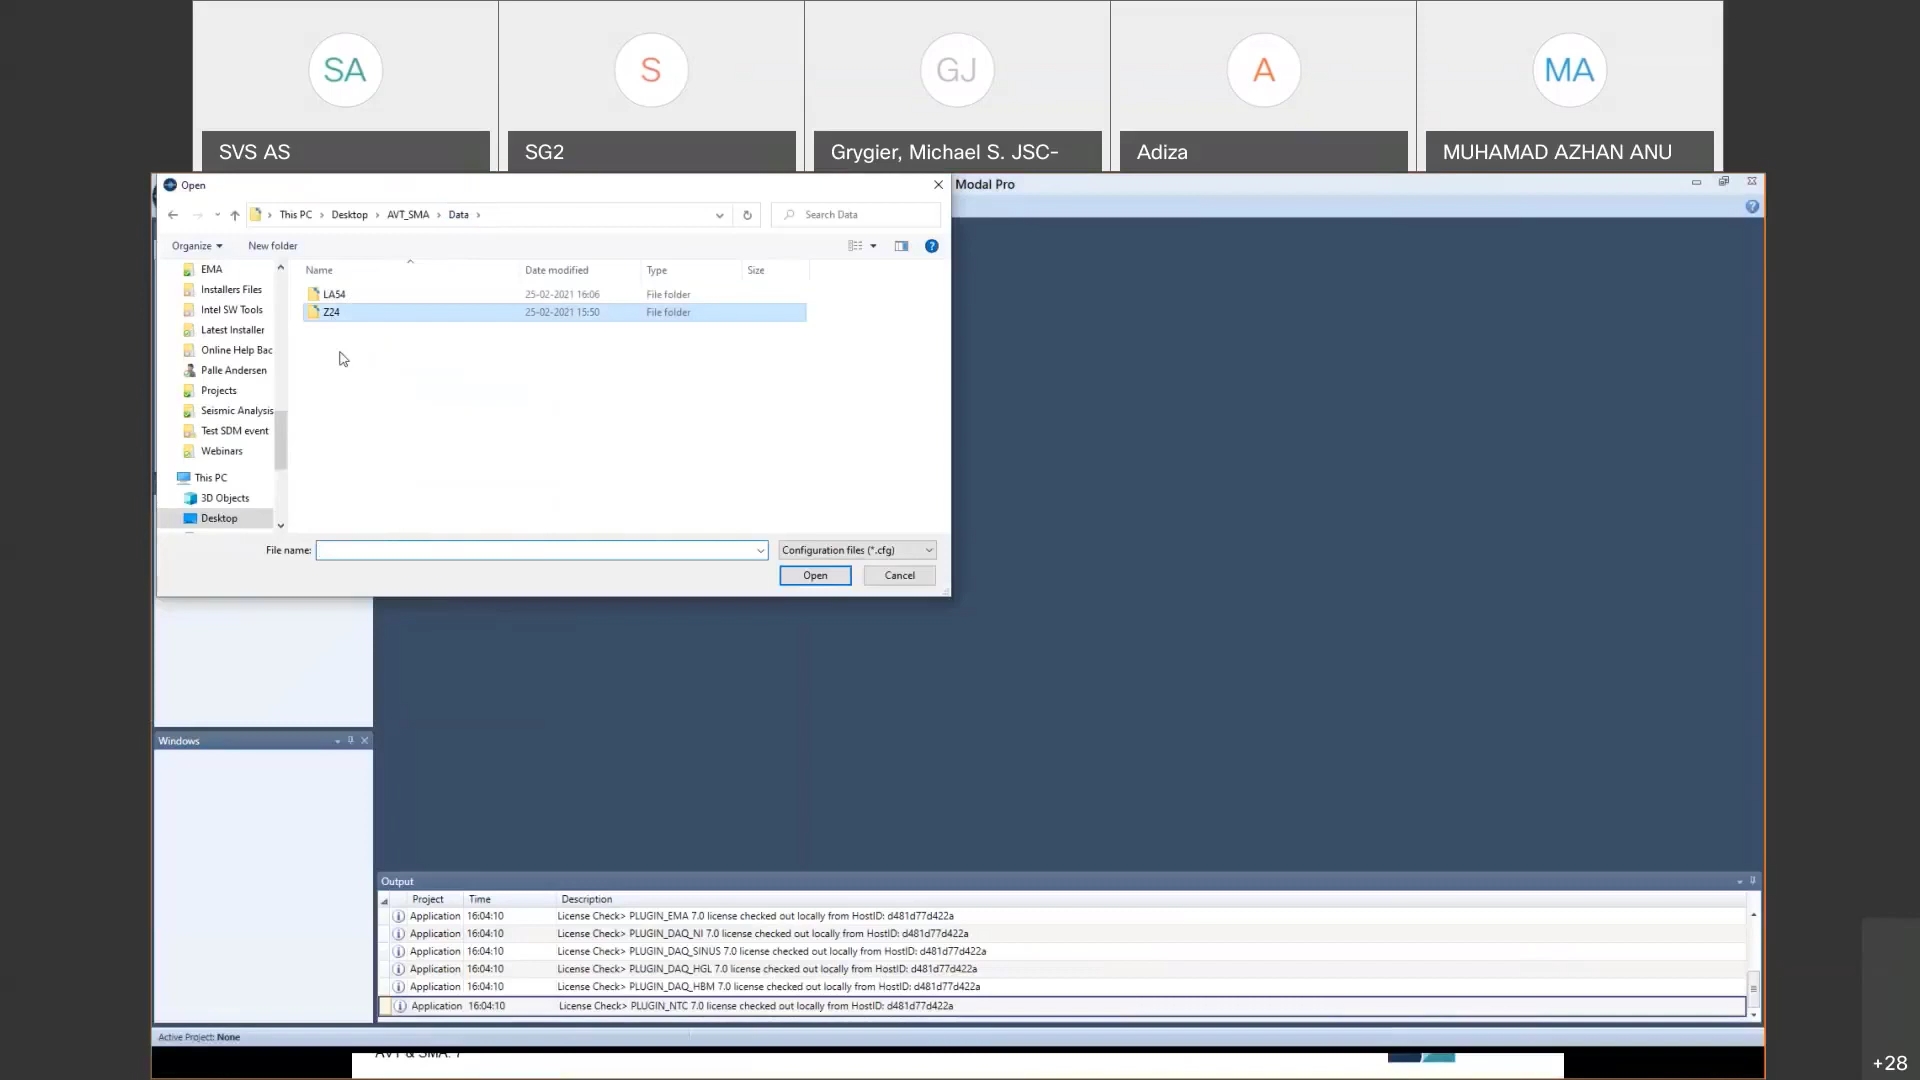 SA
S
GJ
A
MA
SVS AS
SG2
Grygier, Michael S. JSC-
Adiza
MUHAMAD AZHAN ANU
Open
Modal Pro
This PC > Desktop > AVT_SMA > Data >
Search Data
Organize
New folder
EMA
Installers Files
Intel SW Tools
Latest Installer
Online Help Bac
Palle Andersen
Projects
Seismic Analysis
Test SDM event
Webinars
This PC
3D Objects
Desktop
Name Date modified Type Size
LA54 25-02-2021 16:06 File folder
Z24 25-02-2021 15:50 File folder
File name:
Configuration files (*.cfg)
Open
Cancel
Windows
Output
Project Time Description
Application 16:04:10 License Check> PLUGIN_EMA 7.0 license checked out locally from HostID: d481d77d422a
Application 16:04:10 License Check> PLUGIN_DAQ_NI 7.0 license checked out locally from HostID: d481d77d422a
Application 16:04:10 License Check> PLUGIN_DAQ_SINUS 7.0 license checked out locally from HostID: d481d77d422a
Application 16:04:10 License Check> PLUGIN_DAQ_HGL 7.0 license checked out locally from HostID: d481d77d422a
Application 16:04:10 License Check> PLUGIN_DAQ_HBM 7.0 license checked out locally from HostID: d481d77d422a
Application 16:04:10 License Check> PLUGIN_NTC 7.0 license checked out locally from HostID: d481d77d422a
Active Project: None
+28